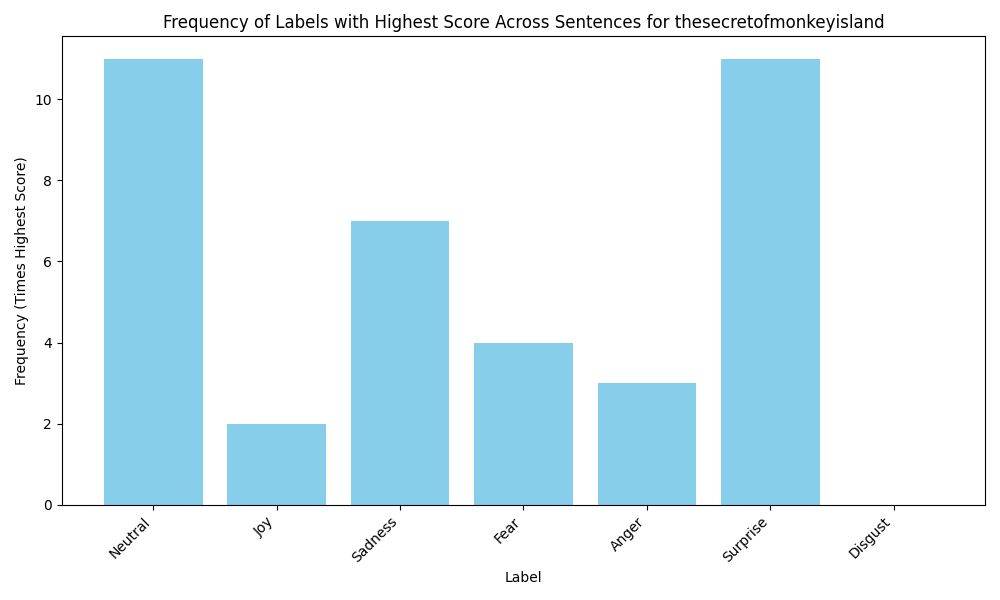 Frequency of Labels with Highest Score Across Sentences for thesecretofmonkeyisland
Frequency (Times Highest Score)
10
8
6
4
2
0
Neutral
Joy
Sadness
Fear
Anger
Surprise
Disgust
Label